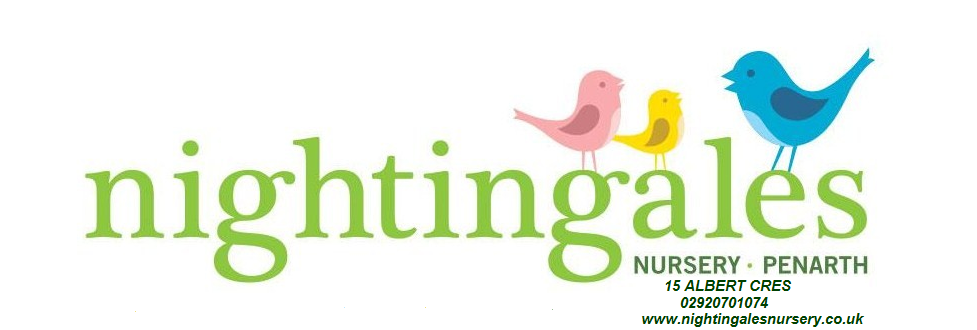 nightingales
NURSERY · PENARTH
15 ALBERT CRES
02920701074
www.nightingalesnursery.co.uk